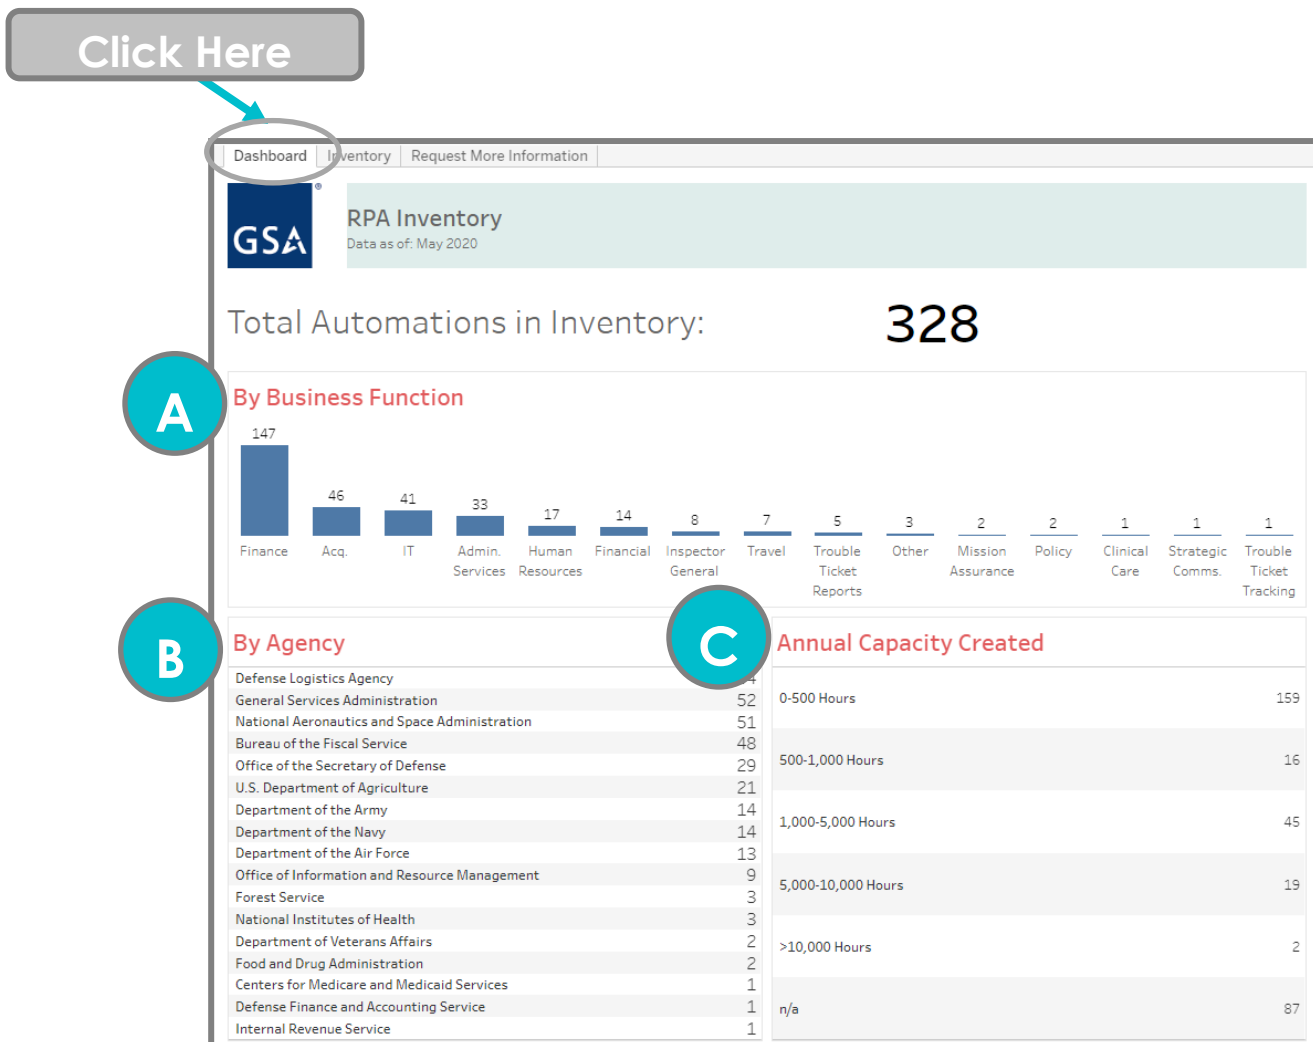 Click Here
Dashboard Inventory Request More Information
GSA ®
RPA Inventory
Data as of: May 2020
Total Automations in Inventory: 328
A
By Business Function
147 46 41 33 17 14 8 7 5 3 2 2 1 1 1
Finance Acq. IT Admin. Human Financial Inspector Travel Trouble Other Mission Policy Clinical Strategic Trouble
Services Resources General Ticket Assurance Care Comms. Ticket
Reports Tracking
B
By Agency
Defense Logistics Agency
General Services Administration 52
National Aeronautics and Space Administration 51
Bureau of the Fiscal Service 48
Office of the Secretary of Defense 29
U.S. Department of Agriculture 21
Department of the Army 14
Department of the Navy 14
Department of the Air Force 13
Office of Information and Resource Management 9
Forest Service 3
National Institutes of Health 3
Department of Veterans Affairs 2
Food and Drug Administration 2
Centers for Medicare and Medicaid Services 1
Defense Finance and Accounting Service 1
Internal Revenue Service 1
C
Annual Capacity Created
0-500 Hours 159
500-1,000 Hours 16
1,000-5,000 Hours 45
5,000-10,000 Hours 19
>10,000 Hours 2
n/a 87